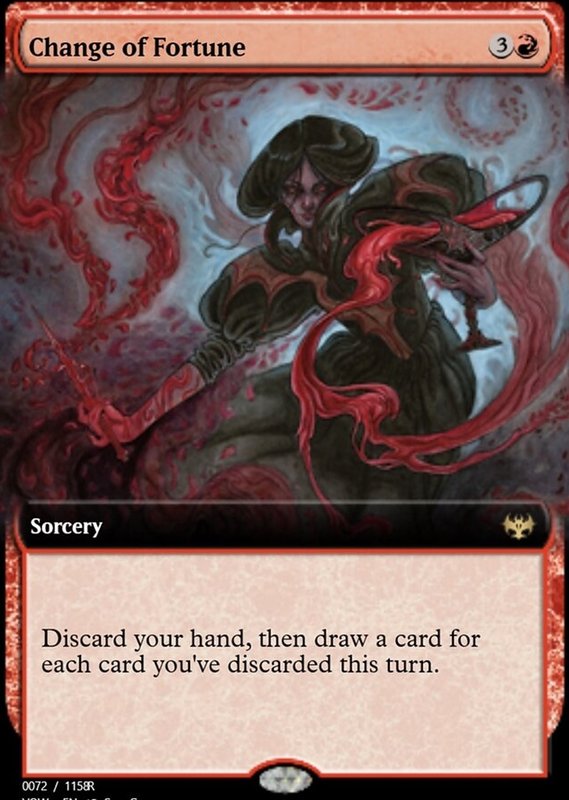 Change of Fortune
3
Sorcery
Discard your hand, then draw a card for
each card you've discarded this turn.
0072 / 1158R